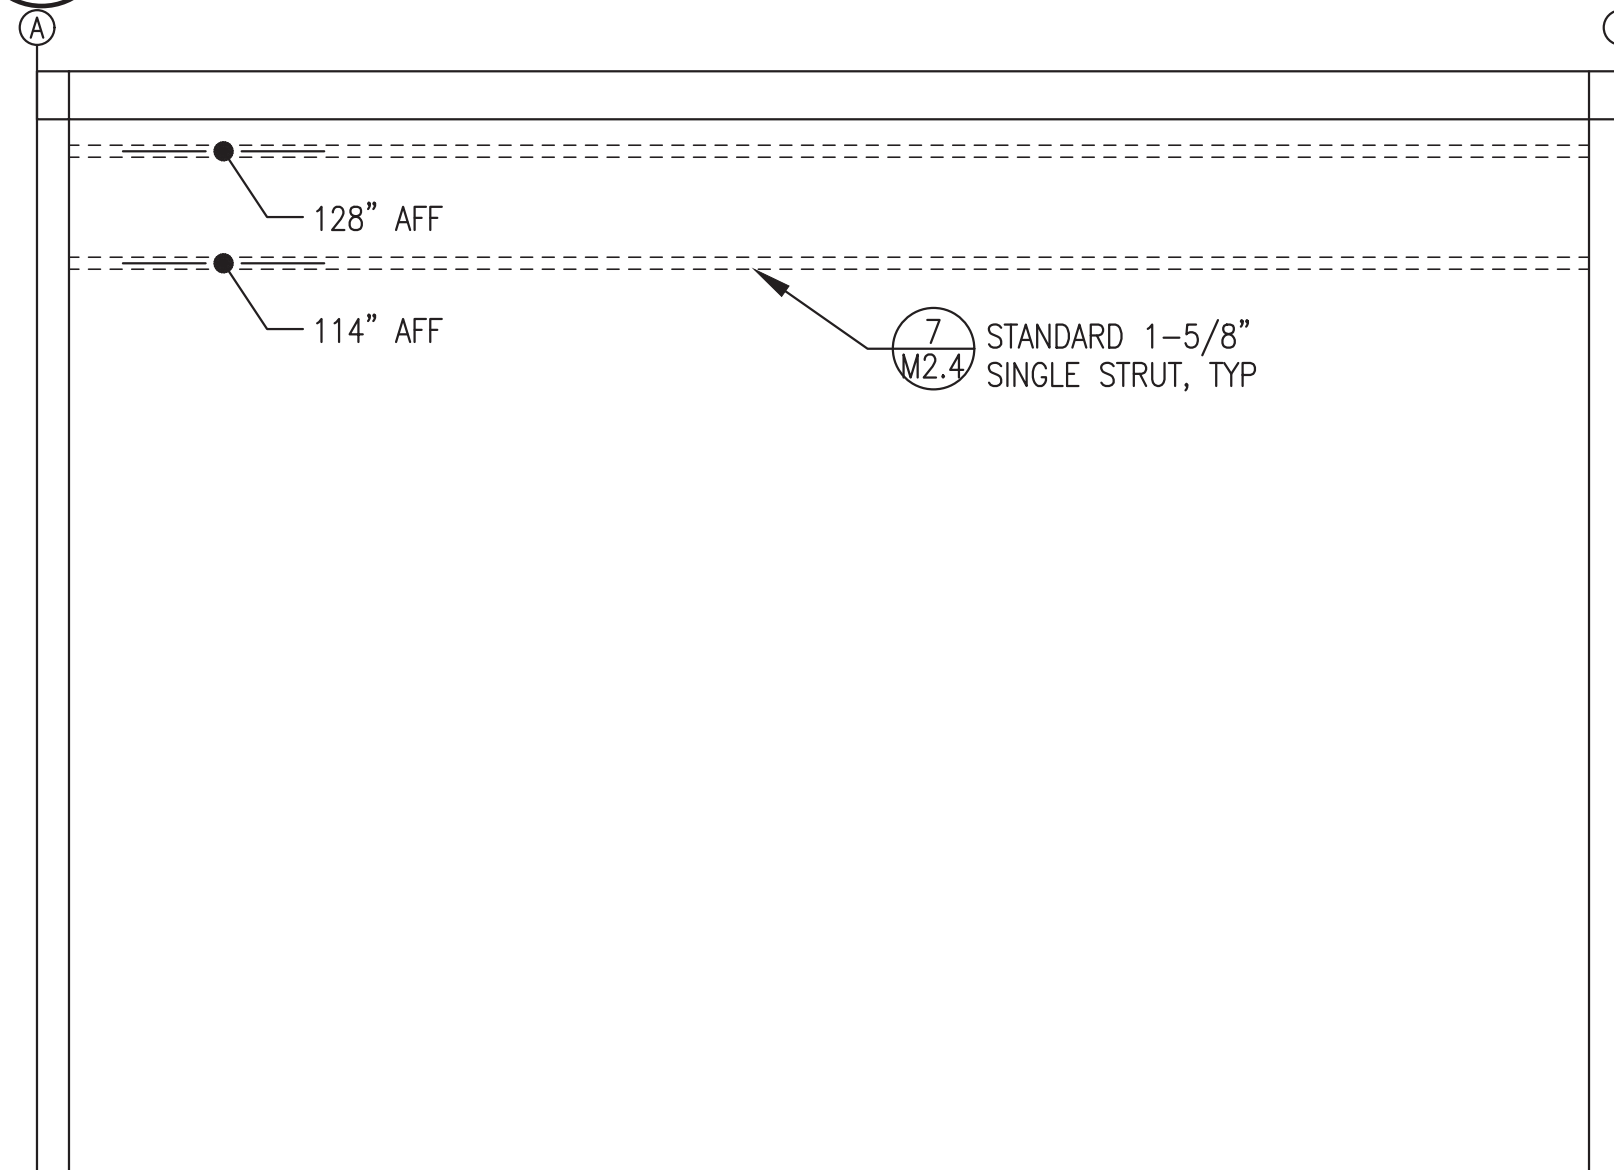 A
128” AFF
114” AFF
7
M2.4
STANDARD 1-5/8”
SINGLE STRUT, TYP